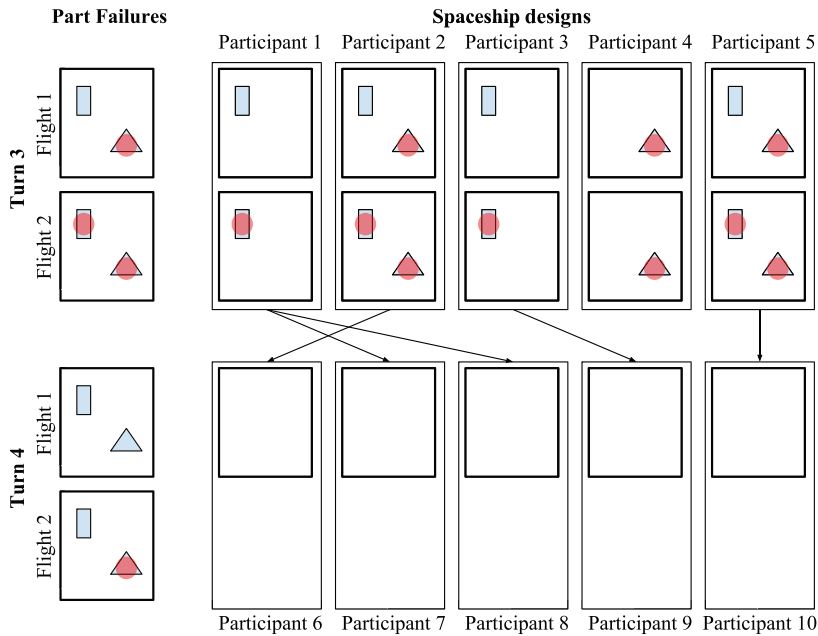 Part Failures
Spaceship designs
Participant 1
Participant 2
Participant 3
Participant 4
Participant 5
Turn 3
Flight 1
Flight 2
Turn 4
Flight 1
Flight 2
Participant 6
Participant 7
Participant 8
Participant 9
Participant 10